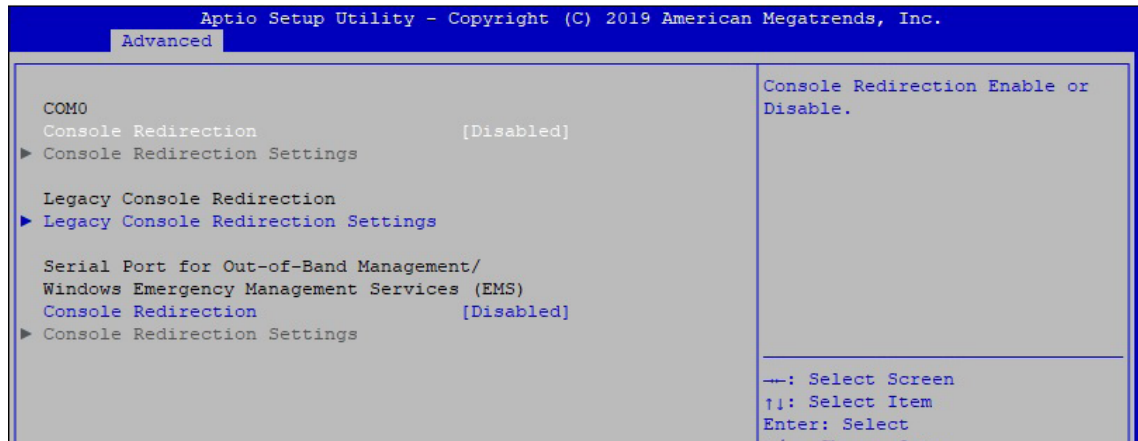 Aptio Setup Utility - Copyright (C) 2019 American Megatrends, Inc.
Advanced
COM0
Console Redirection [Disabled]
► Console Redirection Settings
Legacy Console Redirection
► Legacy Console Redirection Settings
Serial Port for Out-of-Band Management/
Windows Emergency Management Services (EMS)
Console Redirection [Disabled]
► Console Redirection Settings
Console Redirection Enable or
Disable.
→←: Select Screen
↑↓: Select Item
Enter: Select